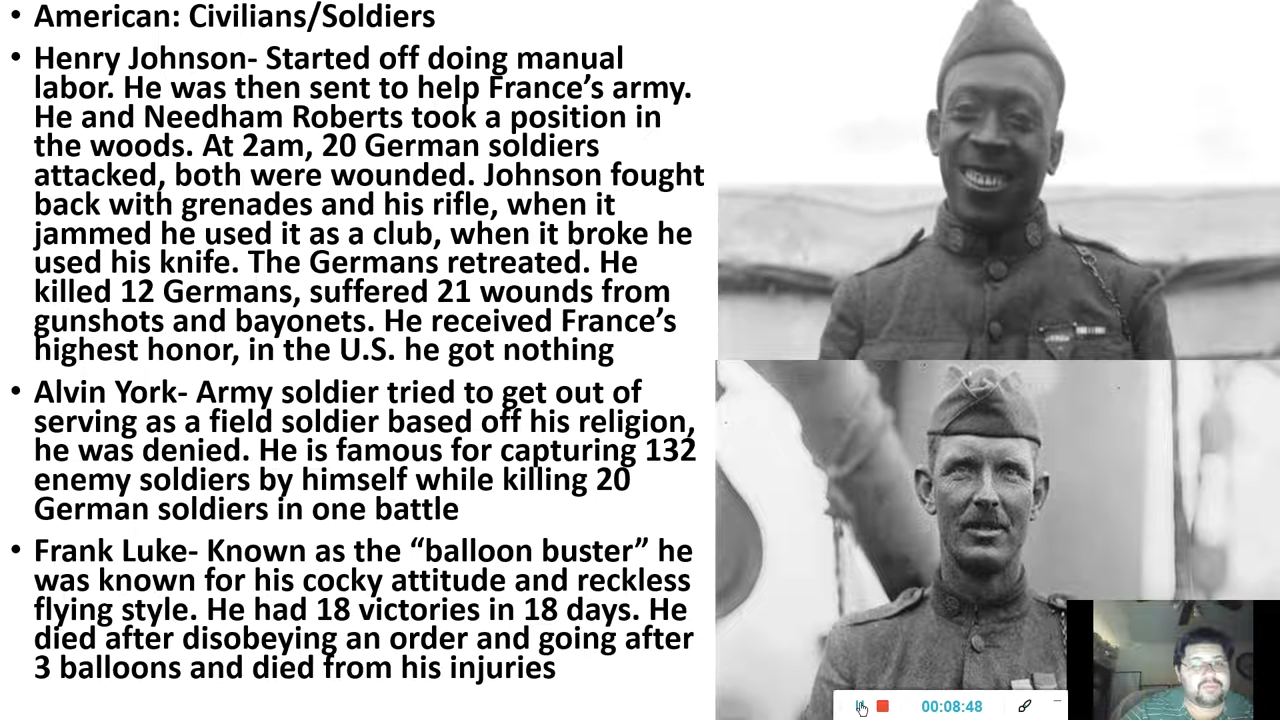 • American: Civilians/Soldiers
• Henry Johnson- Started off doing manual
labor. He was then sent to help France’s army.
He and Needham Roberts took a position in
the woods. At 2am, 20 German soldiers
attacked, both were wounded. Johnson fought
back with grenades and his rifle, when it
jammed he used it as a club, when it broke he
used his knife. The Germans retreated. He
killed 12 Germans, suffered 21 wounds from
gunshots and bayonets. He received France’s
highest honor, in the U.S. he got nothing
• Alvin York- Army soldier tried to get out of
serving as a field soldier based off his religion,
he was denied. He is famous for capturing 132
enemy soldiers by himself while killing 20
German soldiers in one battle
• Frank Luke- Known as the “balloon buster” he
was known for his cocky attitude and reckless
flying style. He had 18 victories in 18 days. He
died after disobeying an order and going after
3 balloons and died from his injuries
00:08:48